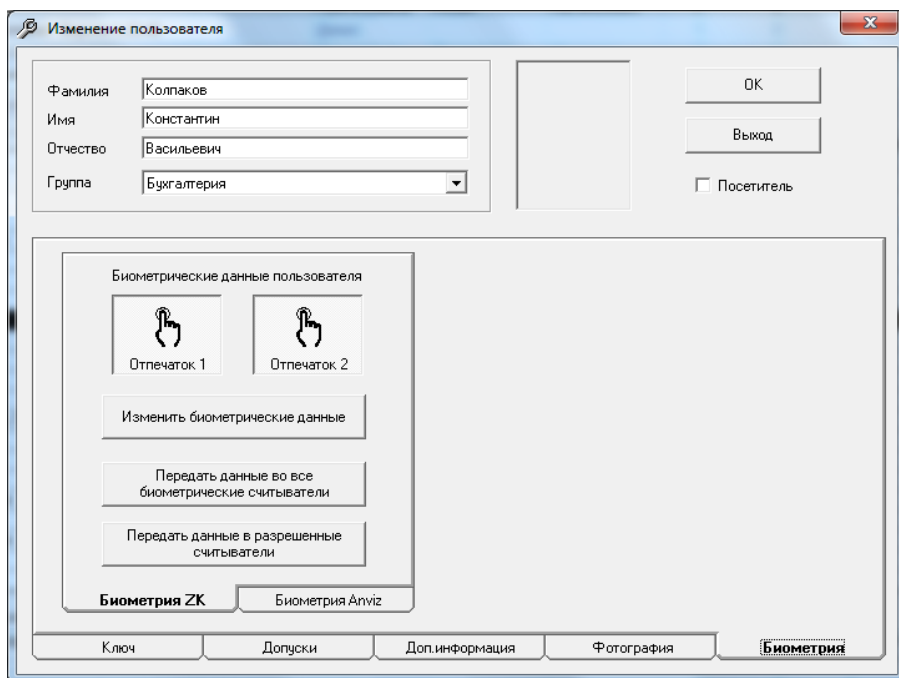 Изменение пользователя
Фамилия
Колпаков
Имя
Константин
Отчество
Васильевич
Группа
Бухгалтерия
OK
Выход
Посетитель
Биометрические данные пользователя
Отпечаток 1
Отпечаток 2
Изменить биометрические данные
Передать данные во все
биометрические считыватели
Передать данные в разрешенные
считыватели
Биометрия ZK
Биометрия Anviz
Ключ
Допуски
Доп.информация
Фотография
Биометрия